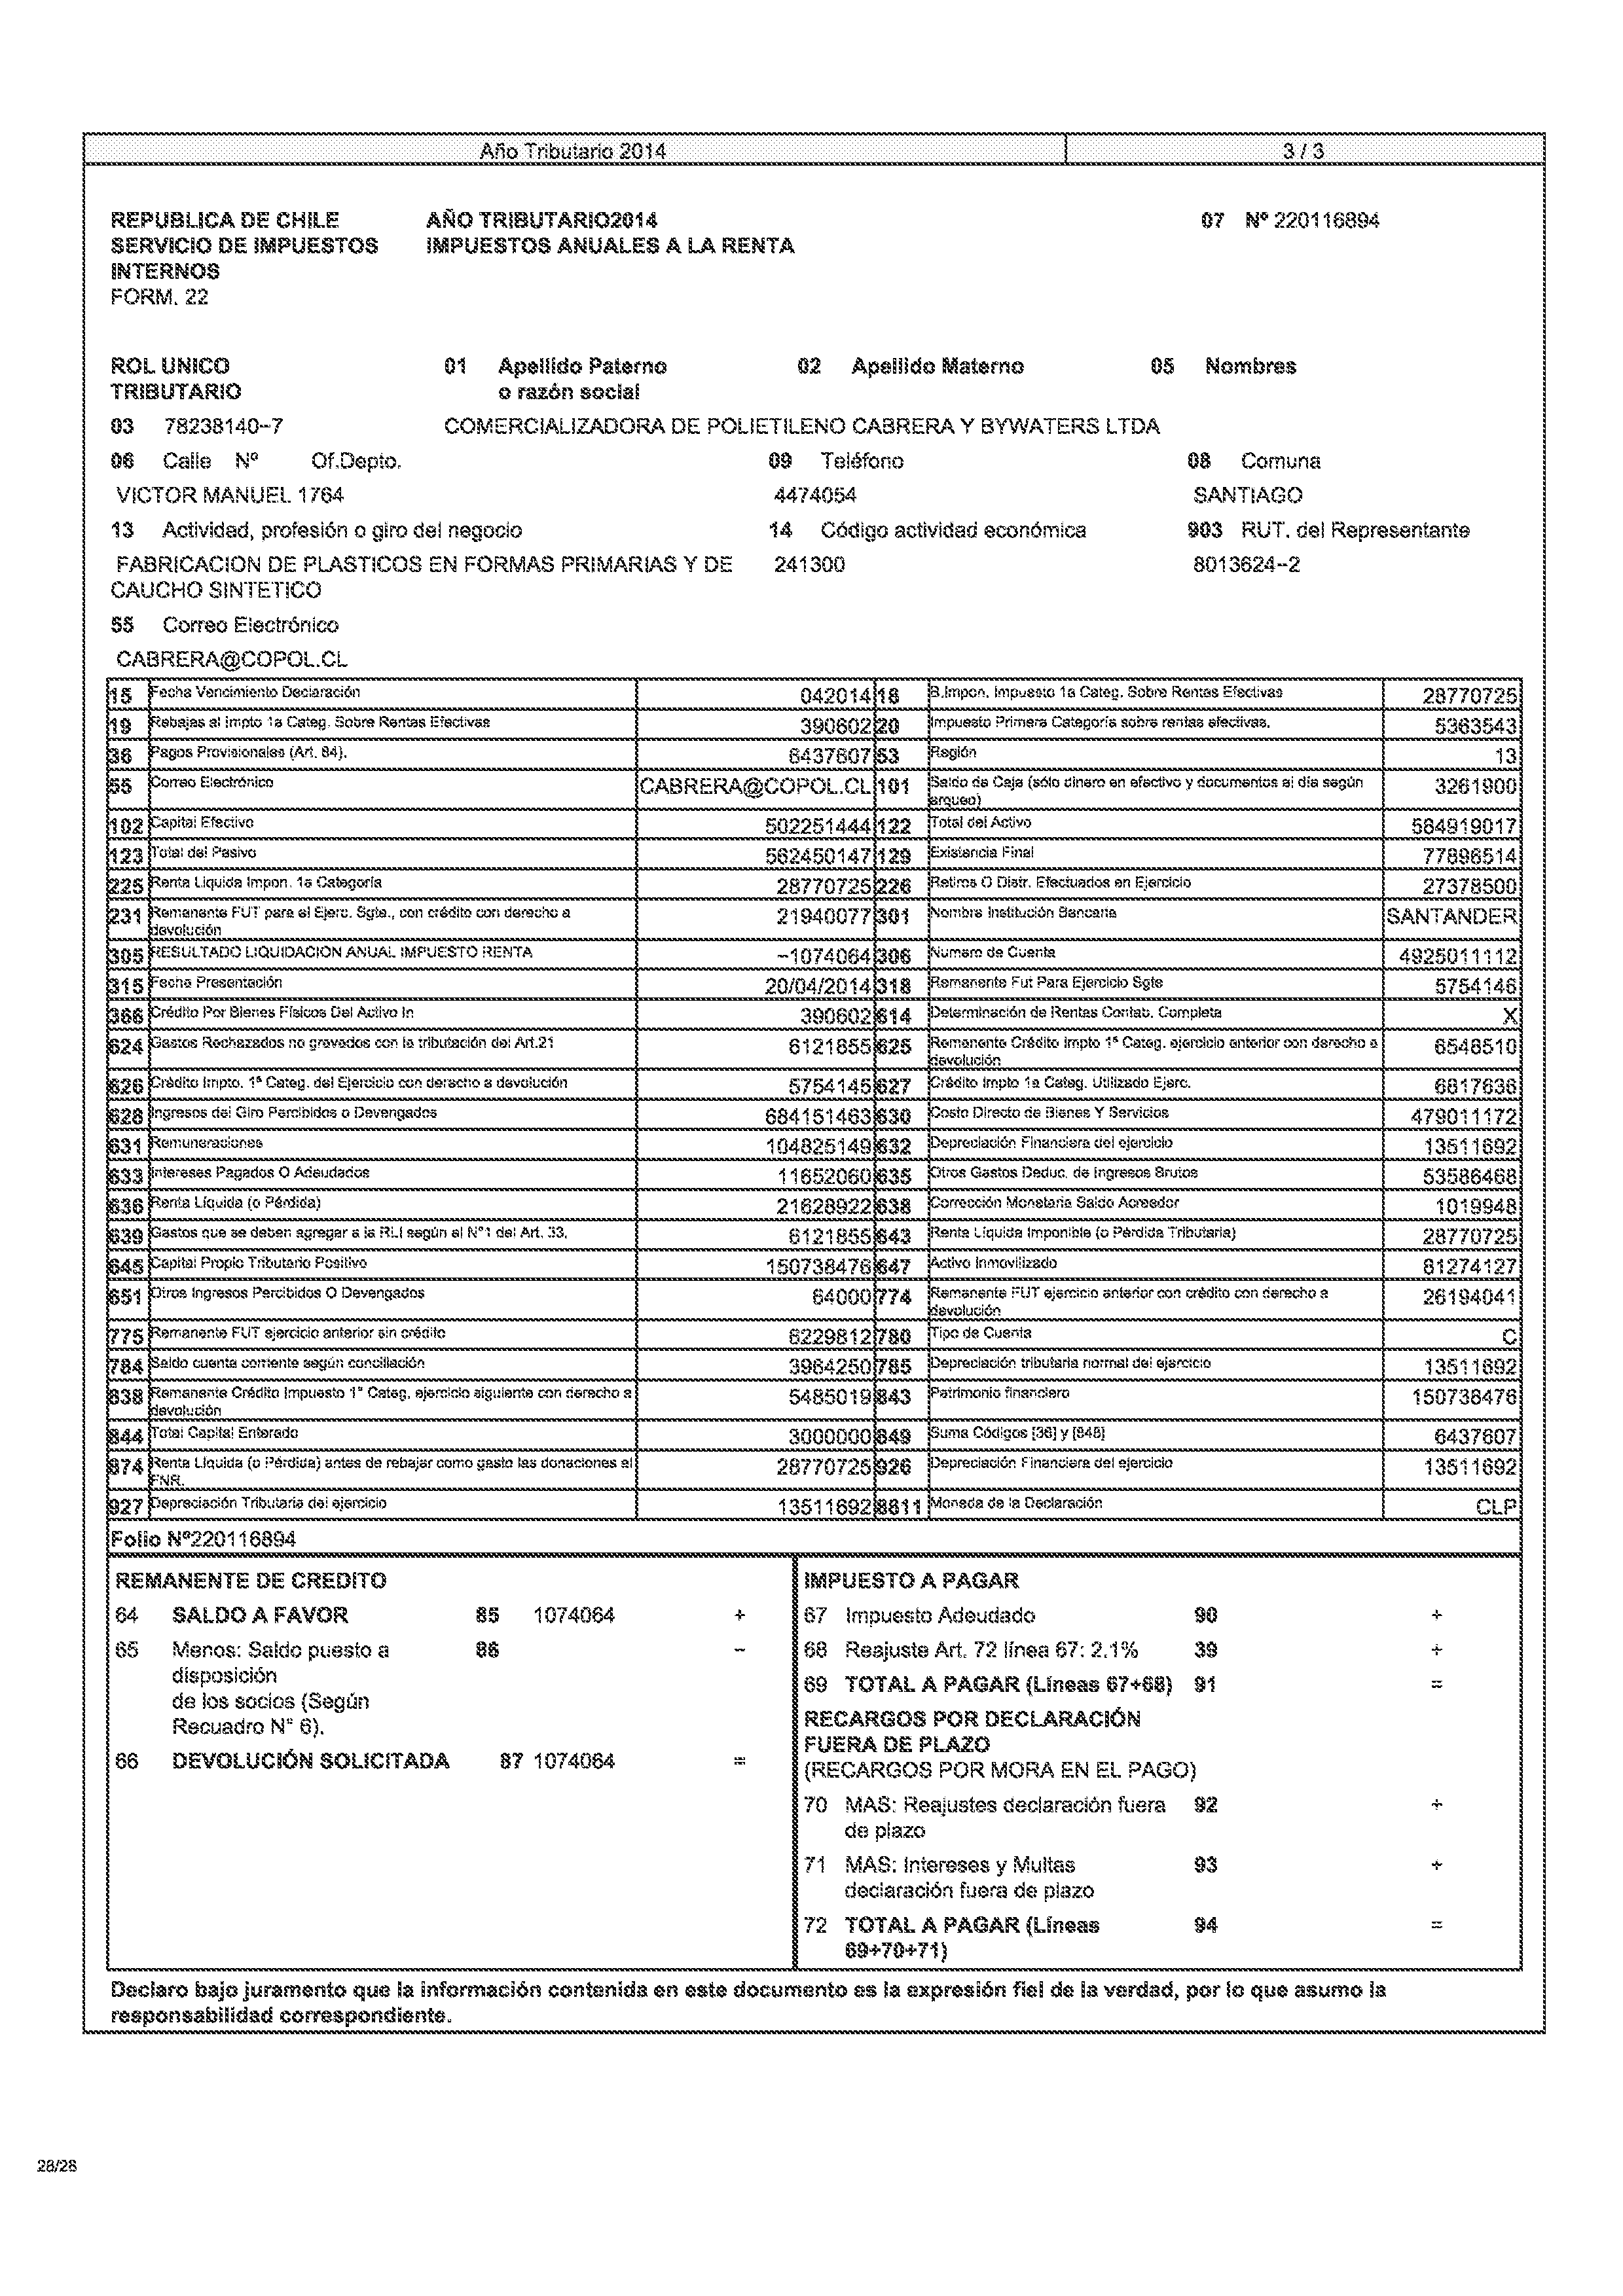 Año Tributario 2014 3 / 3
REPUBLICA DE CHILE AÑO TRIBUTARIO2014 07 Nº 220116894
SERVICIO DE IMPUESTOS IMPUESTOS ANUALES A LA RENTA
INTERNOS
FORM. 22
ROL UNICO 01 Apellido Paterno 02 Apellido Materno 05 Nombres
TRIBUTARIO o razón social
03 78238140-7 COMERCIALIZADORA DE POLIETILENO CABRERA Y BYWATERS LTDA
06 Calle Nº Of.Depto. 09 Teléfono 08 Comuna
VICTOR MANUEL 1764 4474054 SANTIAGO
13 Actividad, profesión o giro del negocio 14 Código actividad económica 903 RUT. del Representante
FABRICACION DE PLASTICOS EN FORMAS PRIMARIAS Y DE 241300 8013624-2
CAUCHO SINTETICO
55 Correo Electrónico
CABRERA@COPOL.CL
15 Fecha Vencimiento Declaración 042014 18 B.Impon. Impuesto 1a Categ. Sobre Rentas Efectivas 28770725
19 Rebajas al Impto 1a Categ. Sobre Rentas Efectivas 390602 20 Impuesto Primera Categoría sobre rentas efectivas. 5363543
36 Pagos Provisionales (Art. 84). 6437607 53 Región 13
55 Correo Electrónico CABRERA@COPOL.CL 101 Saldo de Caja (sólo dinero en efectivo y documentos al día según 3261900
arqueo)
102 Capital Efectivo 502251444 122 Total del Activo 584919017
123 Total del Pasivo 562450147 129 Existencia Final 77896514
225 Renta Liquida Impon. 1a Categoría 28770725 226 Retiros O Distr. Efectuados en Ejercicio 27378500
231 Remanente FUT para el Ejerc. Sgte., con crédito con derecho a 21940077 301 Nombre Institución Bancaria SANTANDER
devolución
305 RESULTADO LIQUIDACION ANUAL IMPUESTO RENTA -1074064 306 Numero de Cuenta 4925011112
315 Fecha Presentación 20/04/2014 318 Remanente Fut Para Ejercicio Sgte 5754146
366 Crédito Por Bienes Físicos Del Activo In 390602 614 Determinación de Rentas Contab. Completa X
624 Gastos Rechazados no gravados con la tributación del Art.21 6121855 625 Remanente Crédito Impto 1ª Categ. ejercicio anterior con derecho a 6548510
devolución
626 Crédito Impto. 1ª Categ. del Ejercicio con derecho a devolución 5754145 627 Crédito Impto 1a Categ. Utilizado Ejerc. 6817636
628 Ingresos del Giro Percibidos o Devengados 684151463 630 Costo Directo de Bienes Y Servicios 479011172
631 Remuneraciones 104825149 632 Depreciación Financiera del ejercicio 13511692
633 Intereses Pagados O Adeudados 11652060 635 Otros Gastos Deduc. de Ingresos Brutos 53586468
636 Renta Líquida (o Pérdida) 21628922 638 Corrección Monetaria Saldo Acreedor 1019948
639 Gastos que se deben agregar a la RLI según el Nº1 del Art. 33. 6121855 643 Renta Líquida Imponible (o Pérdida Tributaria) 28770725
645 Capital Propio Tributario Positivo 150738476 647 Activo Inmovilizado 81274127
651 Otros Ingresos Percibidos O Devengados 64000 774 Remanente FUT ejercicio anterior con crédito con derecho a 26194041
devolución
775 Remanente FUT ejercicio anterior sin crédito 6229812 780 Tipo de Cuenta C
784 Saldo cuenta corriente según conciliación 3964250 785 Depreciación tributaria normal del ejercicio 13511692
838 Remanente Crédito Impuesto 1ª Categ, ejercicio siguiente con derecho a 5485019 843 Patrimonio financiero 150738476
devolución
844 Total Capital Enterado 3000000 849 Suma Códigos [36] y [848] 6437607
874 Renta Líquida (o Pérdida) antes de rebajar como gasto las donaciones al 28770725 926 Depreciación Financiera del ejercicio 13511692
FNR.
927 Depreciación Tributaria del ejercicio 13511692 8811 Moneda de la Declaración CLP
Folio Nº220116894
REMANENTE DE CREDITO IMPUESTO A PAGAR
64 SALDO A FAVOR 85 1074064 + 67 Impuesto Adeudado 90 +
65 Menos: Saldo puesto a 86 - 68 Reajuste Art. 72 línea 67: 2.1% 39 +
disposición
69 TOTAL A PAGAR (Líneas 67+68) 91 =
de los socios (Según
Recuadro N° 6).
RECARGOS POR DECLARACIÓN
FUERA DE PLAZO
66 DEVOLUCIÓN SOLICITADA 87 1074064 = (RECARGOS POR MORA EN EL PAGO)
70 MAS: Reajustes declaración fuera 92 +
de plazo
71 MAS: Intereses y Multas 93 +
declaración fuera de plazo
72 TOTAL A PAGAR (Líneas 94 =
69+70+71)
Declaro bajo juramento que la información contenida en este documento es la expresión fiel de la verdad, por lo que asumo la
responsabilidad correspondiente.
28/28